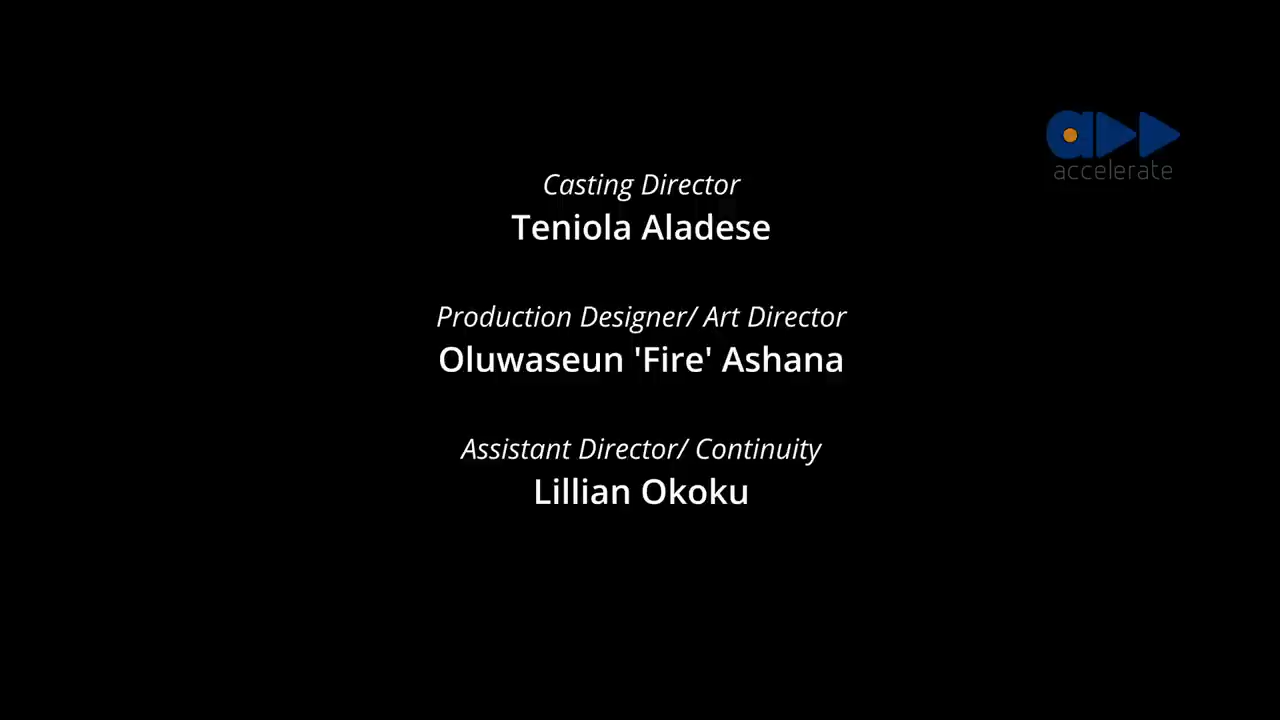 accelerate
Casting Director
Teniola Aladese
Production Designer/ Art Director
Oluwaseun 'Fire' Ashana
Assistant Director/ Continuity
Lillian Okoku